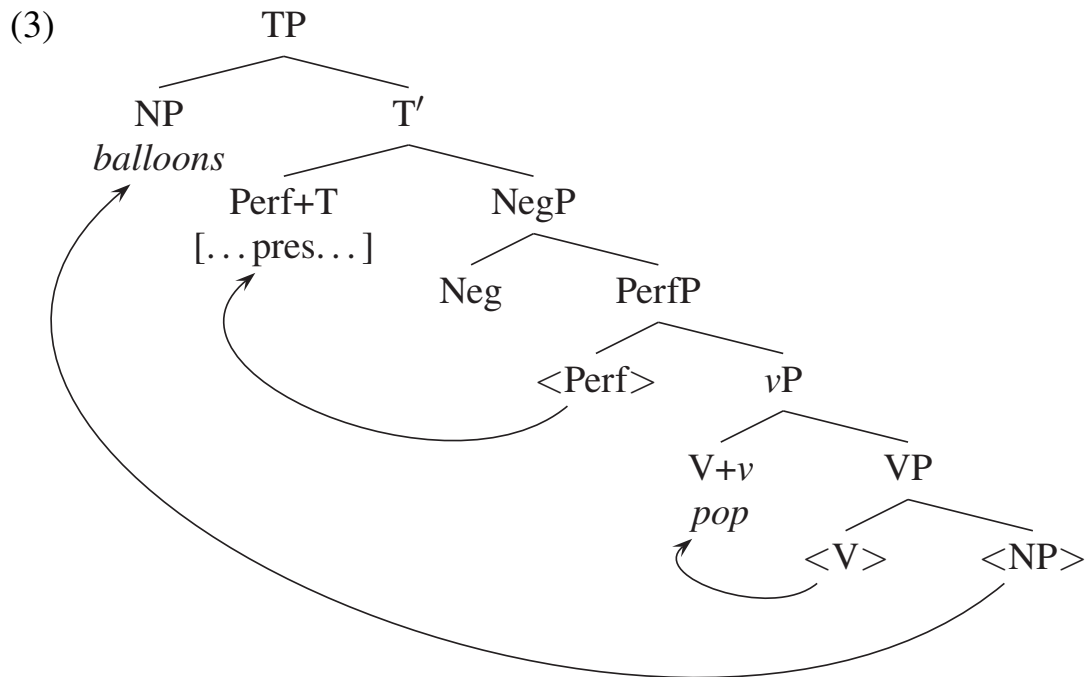 (3) TP
NP T′
balloons
Perf+T NegP
[…pres…]
Neg PerfP
<Perf> vP
V+v VP
pop
<V> <NP>